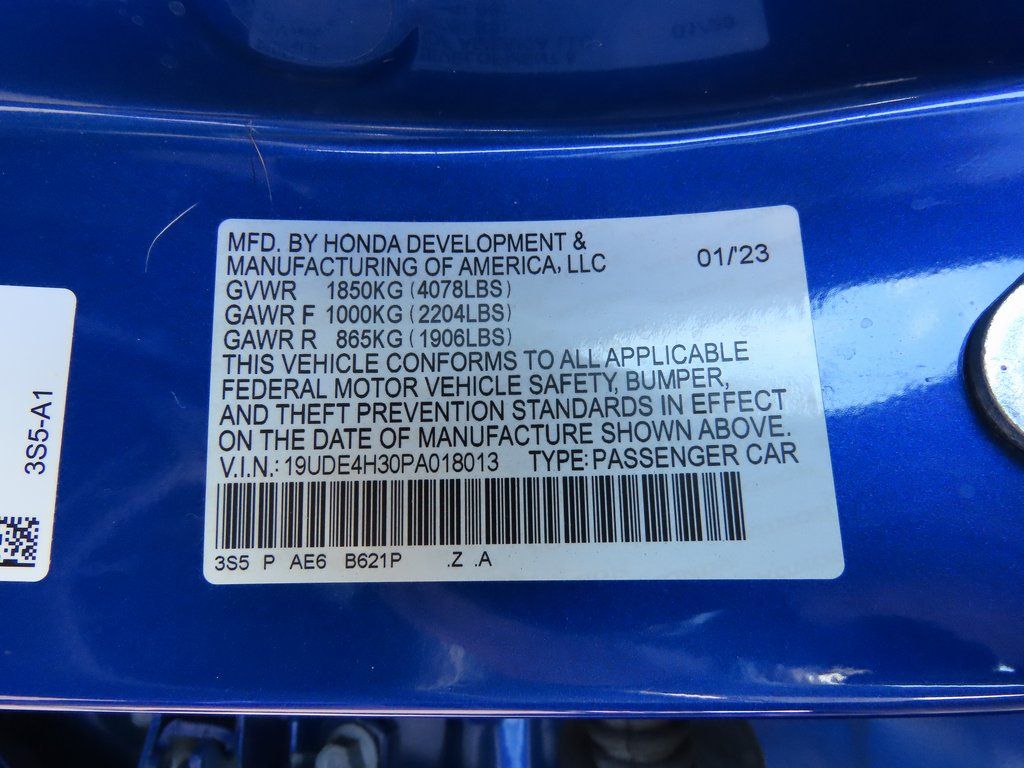 MFD. BY HONDA DEVELOPMENT &
MANUFACTURING OF AMERICA, LLC 01/'23
GVWR 1850KG (4078LBS)
GAWR F 1000KG (2204LBS)
GAWR R 865KG (1906LBS)
THIS VEHICLE CONFORMS TO ALL APPLICABLE
FEDERAL MOTOR VEHICLE SAFETY, BUMPER,
AND THEFT PREVENTION STANDARDS IN EFFECT
ON THE DATE OF MANUFACTURE SHOWN ABOVE.
V.I.N.: 19UDE4H30PA018013 TYPE: PASSENGER CAR
3S5 P AE6 B621P .Z .A
3S5-A1